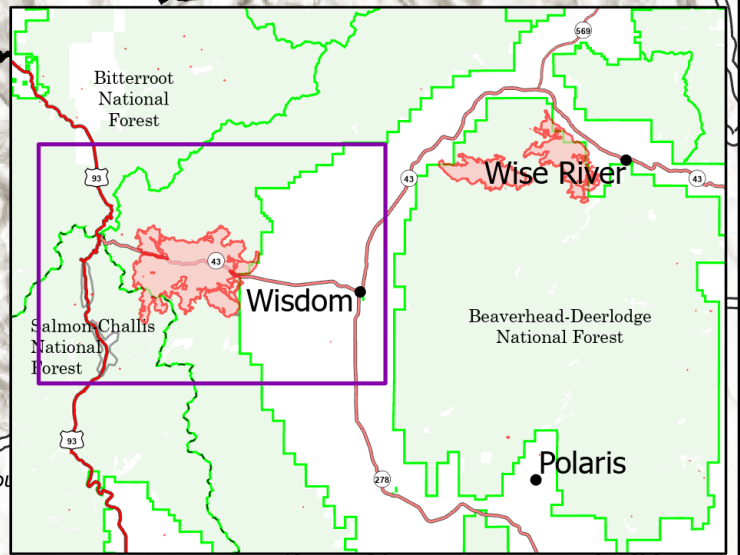 569
Bitterroot
National
Forest
93
43
Wise River
43
43
Wisdom
Salmon-Challis
National
Forest
Beaverhead-Deerlodge
National Forest
93
278
Polaris